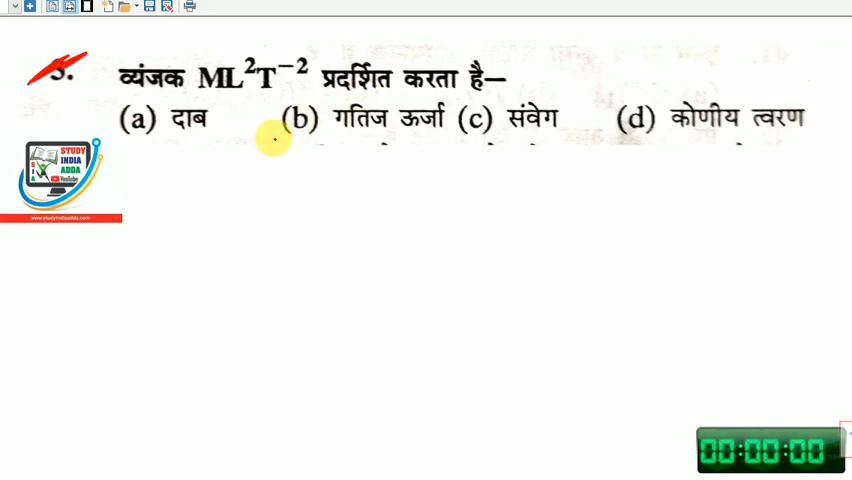 3. व्यंजक ML²T⁻² प्रदर्शित करता है–
(a) दाब (b) गतिज ऊर्जा (c) संवेग (d) कोणीय त्वरण
STUDY
INDIA
ADDA
SIA
YouTube
www.studyindiaadda.com
00:00:00